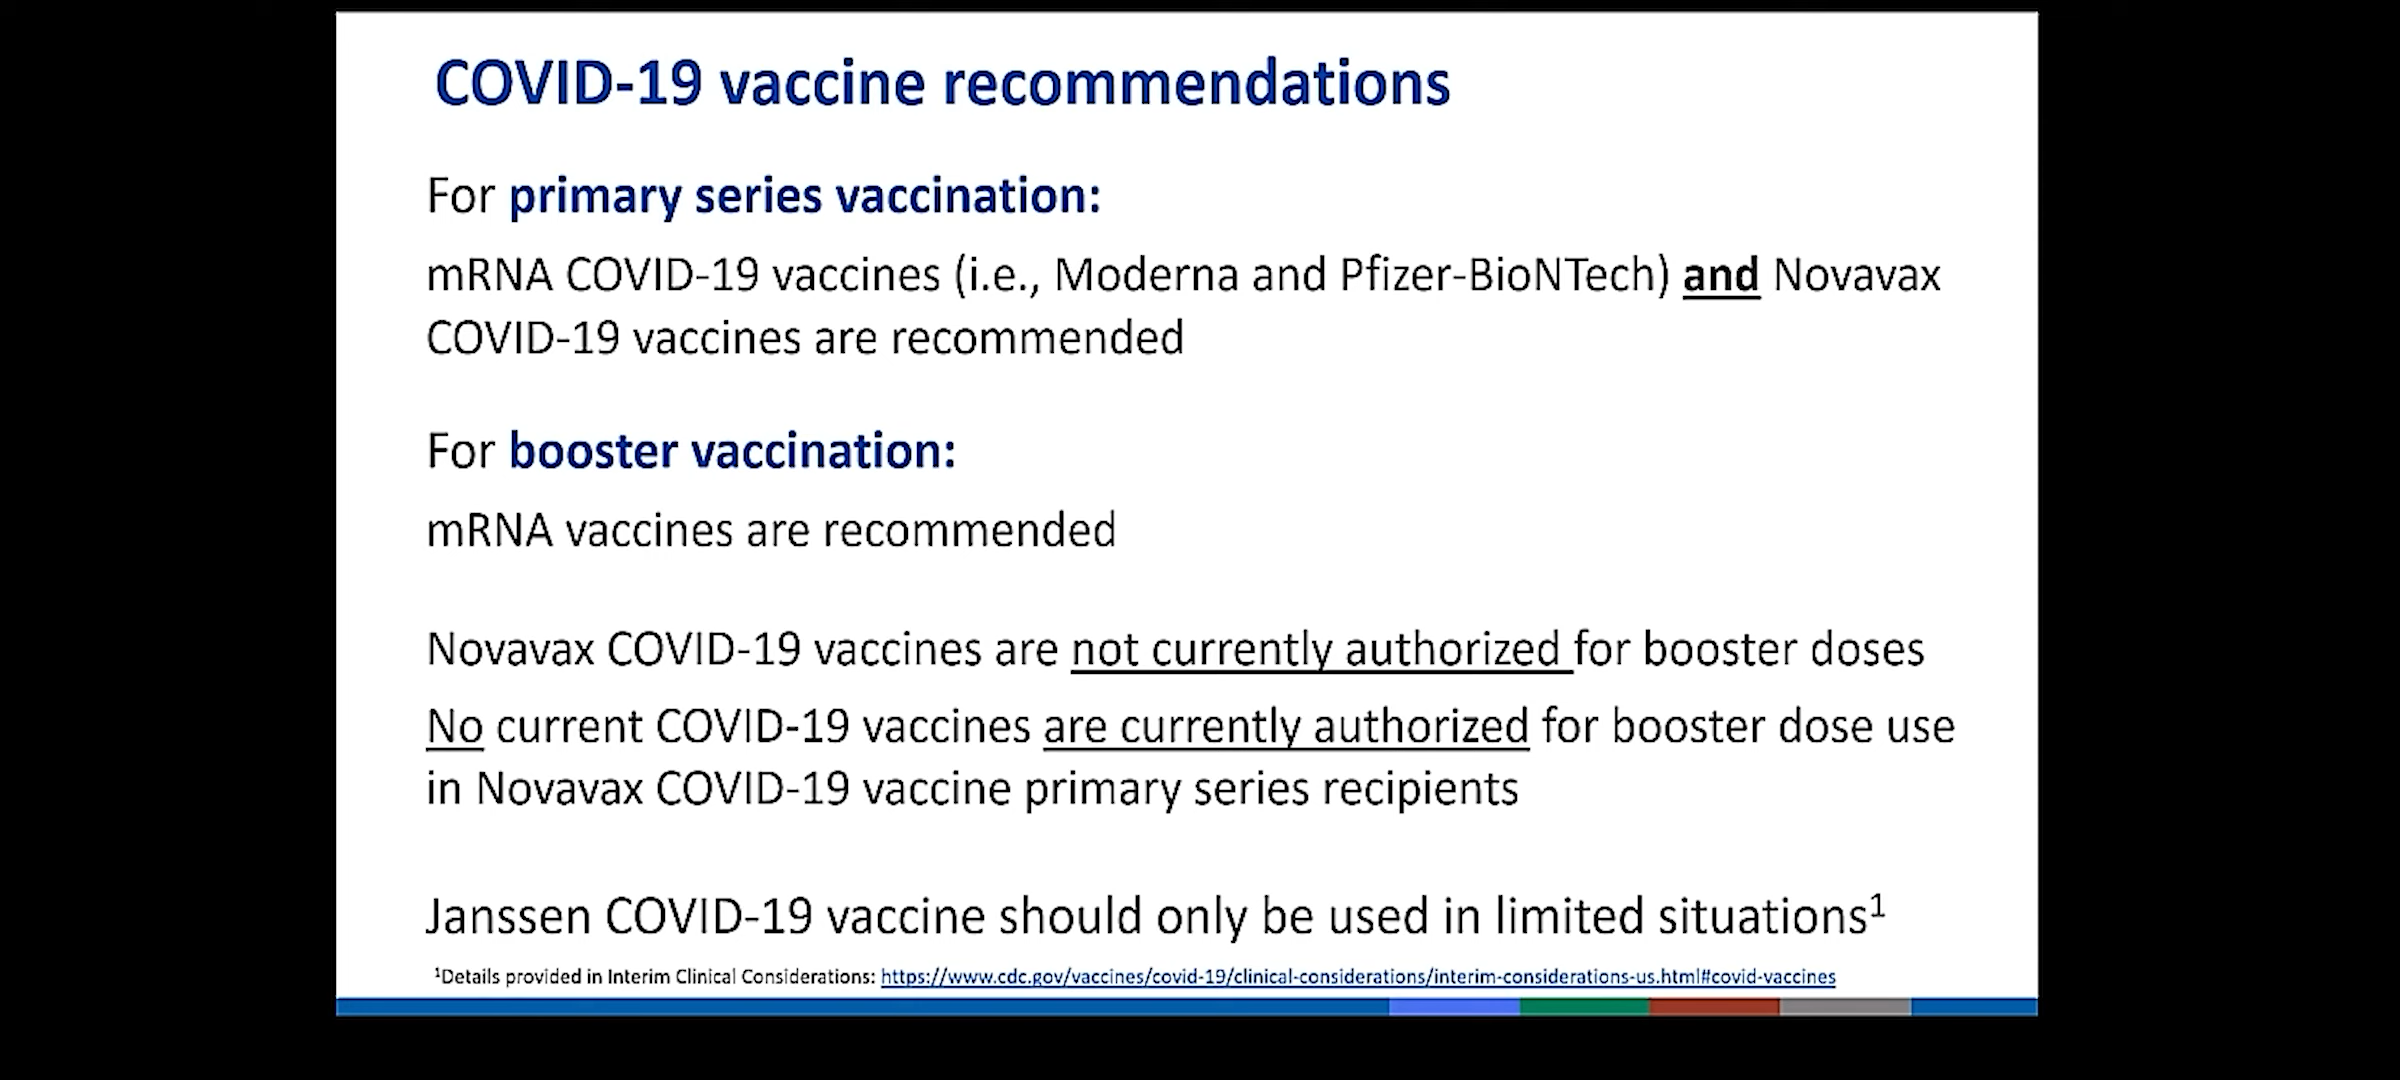 COVID-19 vaccine recommendations
For primary series vaccination:
mRNA COVID-19 vaccines (i.e., Moderna and Pfizer-BioNTech) and Novavax
COVID-19 vaccines are recommended
For booster vaccination:
mRNA vaccines are recommended
Novavax COVID-19 vaccines are not currently authorized for booster doses
No current COVID-19 vaccines are currently authorized for booster dose use
in Novavax COVID-19 vaccine primary series recipients
Janssen COVID-19 vaccine should only be used in limited situations¹
¹Details provided in Interim Clinical Considerations: https://www.cdc.gov/vaccines/covid-19/clinical-considerations/interim-considerations-us.html#covid-vaccines